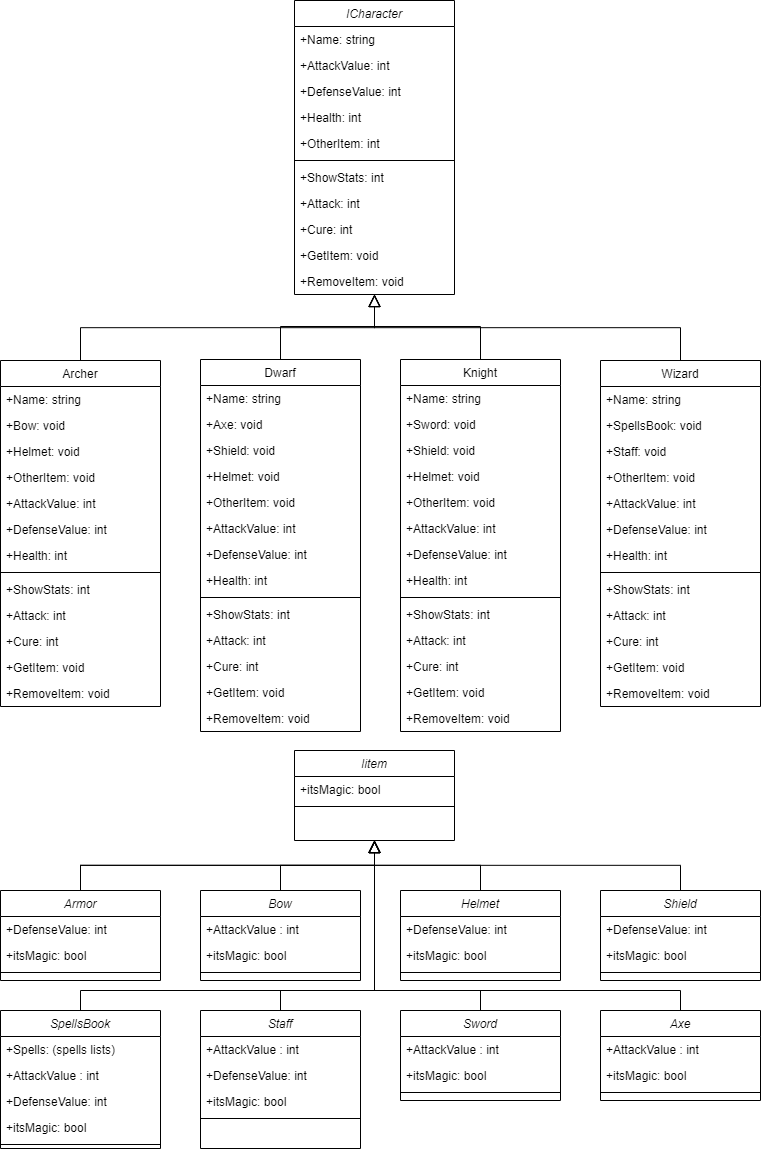 ICharacter
+Name: string
+AttackValue: int
+DefenseValue: int
+Health: int
+OtherItem: int
+ShowStats: int
+Attack: int
+Cure: int
+GetItem: void
+RemoveItem: void
Archer
+Name: string
+Bow: void
+Helmet: void
+OtherItem: void
+AttackValue: int
+DefenseValue: int
+Health: int
+ShowStats: int
+Attack: int
+Cure: int
+GetItem: void
+RemoveItem: void
Dwarf
+Name: string
+Axe: void
+Shield: void
+Helmet: void
+OtherItem: void
+AttackValue: int
+DefenseValue: int
+Health: int
+ShowStats: int
+Attack: int
+Cure: int
+GetItem: void
+RemoveItem: void
Knight
+Name: string
+Sword: void
+Shield: void
+Helmet: void
+OtherItem: void
+AttackValue: int
+DefenseValue: int
+Health: int
+ShowStats: int
+Attack: int
+Cure: int
+GetItem: void
+RemoveItem: void
Wizard
+Name: string
+SpellsBook: void
+Staff: void
+OtherItem: void
+AttackValue: int
+DefenseValue: int
+Health: int
+ShowStats: int
+Attack: int
+Cure: int
+GetItem: void
+RemoveItem: void
Iitem
+itsMagic: bool
Armor
+DefenseValue: int
+itsMagic: bool
Bow
+AttackValue : int
+itsMagic: bool
Helmet
+DefenseValue: int
+itsMagic: bool
Shield
+DefenseValue: int
+itsMagic: bool
SpellsBook
+Spells: (spells lists)
+AttackValue : int
+DefenseValue: int
+itsMagic: bool
Staff
+AttackValue : int
+DefenseValue: int
+itsMagic: bool
Sword
+AttackValue : int
+itsMagic: bool
Axe
+AttackValue : int
+itsMagic: bool